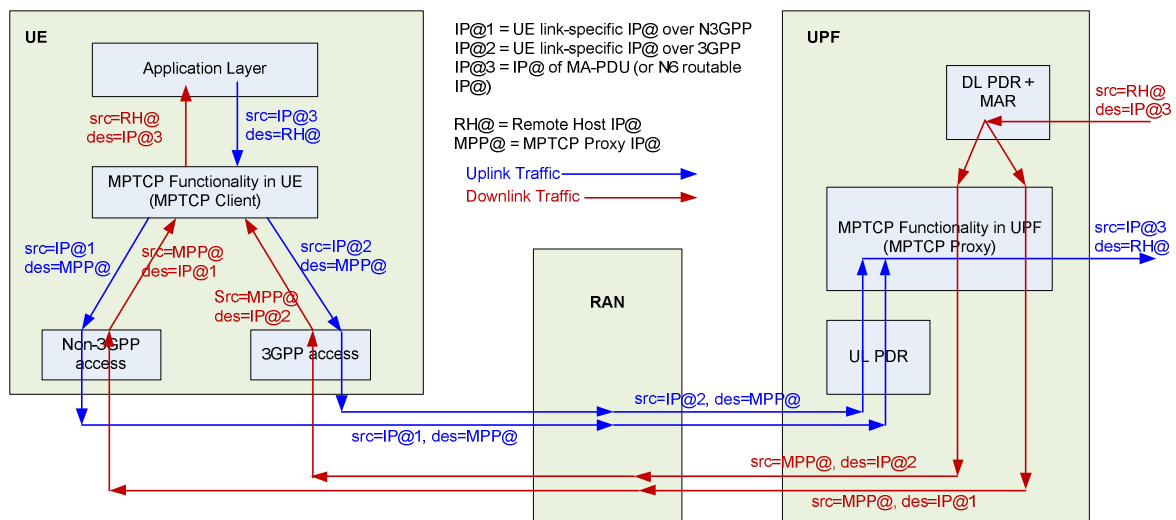 UE
Application Layer
src=RH@
des=IP@3
src=IP@3
des=RH@
MPTCP Functionality in UE
(MPTCP Client)
src=IP@1
des=MPP@
src=MPP@
des=IP@1
src=IP@2
des=MPP@
Src=MPP@
des=IP@2
Non-3GPP
access
3GPP access
IP@1 = UE link-specific IP@ over N3GPP
IP@2 = UE link-specific IP@ over 3GPP
IP@3 = IP@ of MA-PDU (or N6 routable
IP@)
RH@ = Remote Host IP@
MPP@ = MPTCP Proxy IP@
Uplink Traffic
Downlink Traffic
RAN
UPF
DL PDR +
MAR
src=RH@
des=IP@3
MPTCP Functionality in UPF
(MPTCP Proxy)
src=IP@3
des=RH@
UL PDR
src=IP@2, des=MPP@
src=IP@1, des=MPP@
src=MPP@, des=IP@2
src=MPP@, des=IP@1